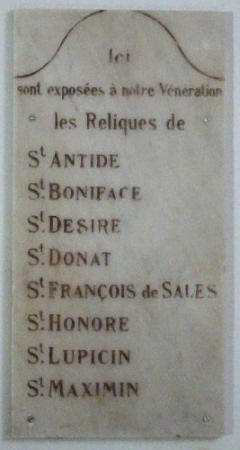 Ici
sont exposées à notre Vénération
les Reliques de
St. ANTIDE
St. BONIFACE
St. DESIRE
St. DONAT
St. FRANÇOIS de SALES
St. HONORE
St. LUPICIN
St. MAXIMIN